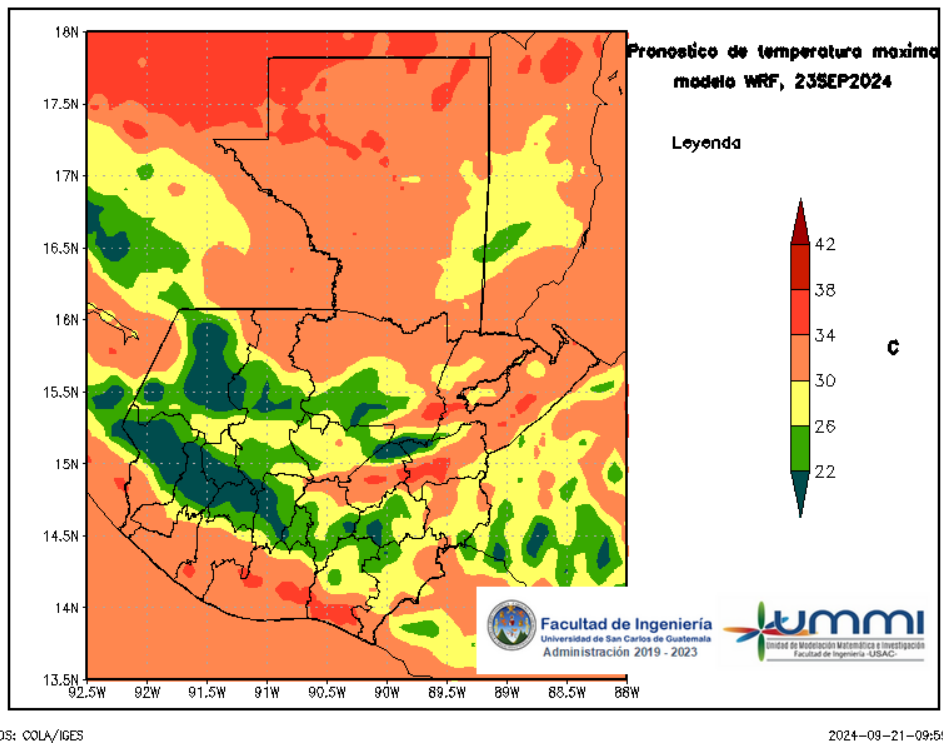 Pronostico de temperatura maxima
modelo WRF, 23SEP2024
Leyenda
42
38
34
30
26
22
C
18N
17.5N
17N
16.5N
16N
15.5N
15N
14.5N
14N
13.5N
92.5W 92W 91.5W 91W 90.5W 90W 89.5W 89W 88.5W 88W
Facultad de Ingeniería
Universidad de San Carlos de Guatemala
Administración 2019 - 2023
UMMI
Unidad de Modelación Matemática e Investigación
Facultad de Ingeniería -USAC-
COLA/IGES
2024-09-21-09:5